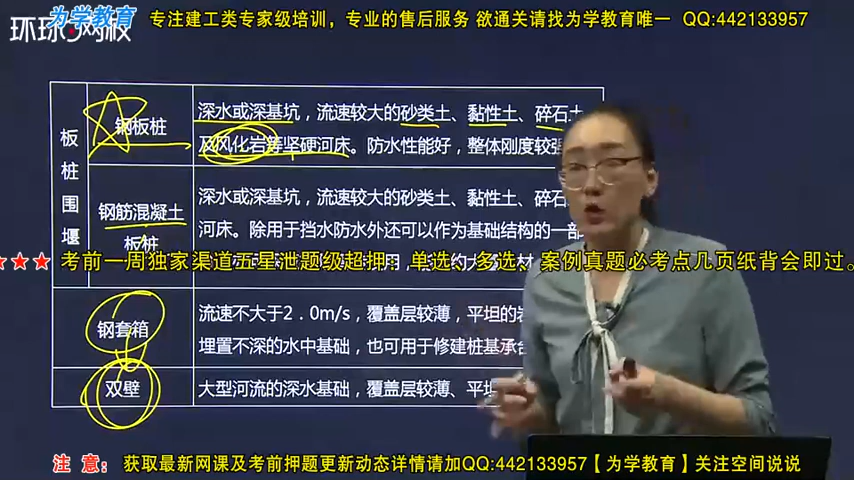 环球网校
为学教育 专注建工类专家级培训，专业的售后服务 欲通关请找为学教育唯一 QQ:442133957
板桩围堰
钢板桩
深水或深基坑，流速较大的砂类土、黏性土、碎石土
及风化岩等坚硬河床。防水性能好，整体刚度较强
钢筋混凝土
板桩
深水或深基坑，流速较大的砂类土、黏性土、碎石
河床。除用于挡水防水外还可以作为基础结构的一部
★★★ 考前一周独家渠道五星泄题级超押：单选、多选、案例真题必考点几页纸背会即过。
钢套箱
流速不大于2.0m/s，覆盖层较薄，平坦的岩
埋置不深的水中基础，也可用于修建桩基承台
双壁
大型河流的深水基础，覆盖层较薄、平坦
注 意： 获取最新网课及考前押题更新动态详情请加QQ:442133957【为学教育】关注空间说说